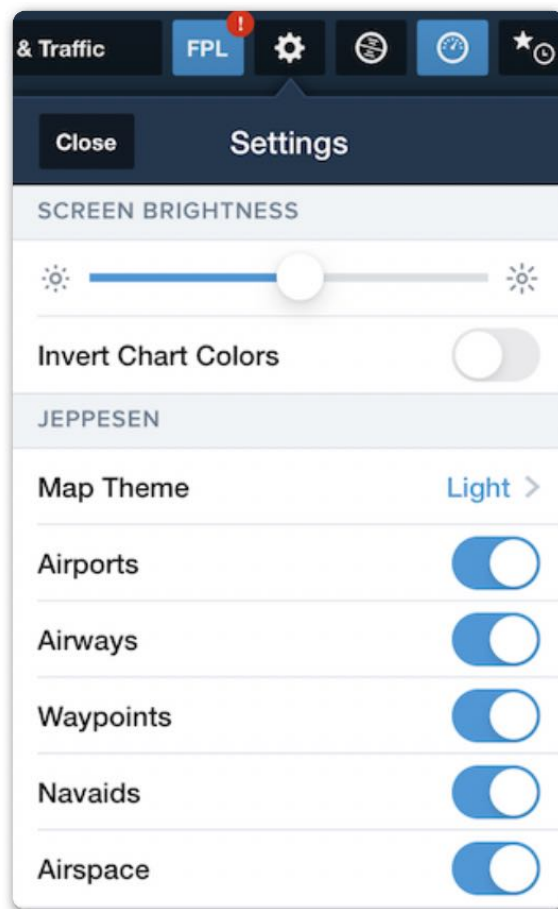 & Traffic FPL !
Close Settings
SCREEN BRIGHTNESS
Invert Chart Colors
JEPPESEN
Map Theme Light >
Airports
Airways
Waypoints
Navaids
Airspace